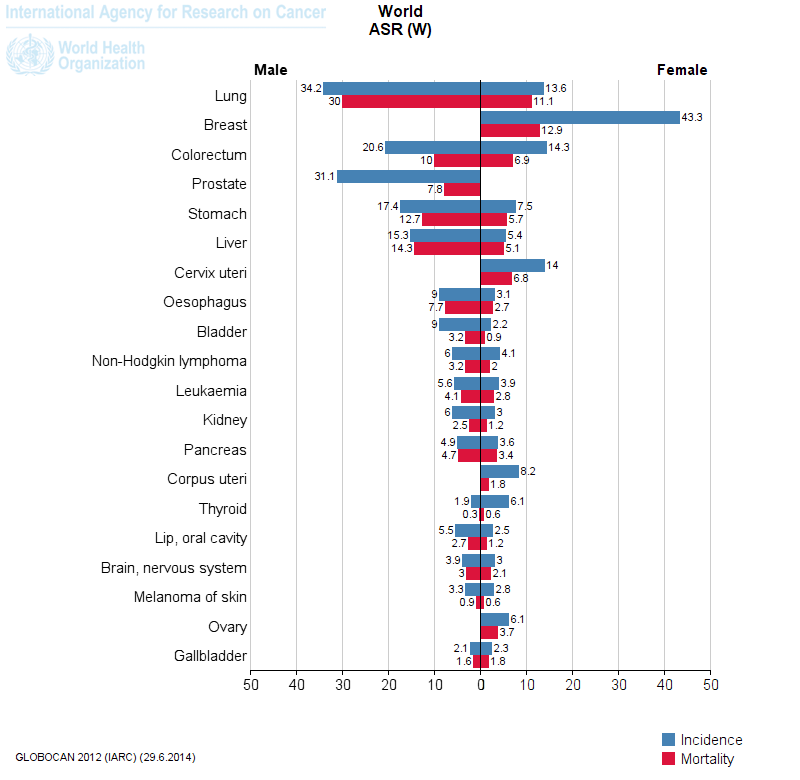 International Agency for Research on Cancer
World Health
Organization
World
ASR (W)
Male
Female
Lung
34.2
13.6
30
11.1
Breast
43.3
12.9
Colorectum
20.6
14.3
10
6.9
Prostate
31.1
7.8
Stomach
17.4
7.5
12.7
5.7
Liver
15.3
5.4
14.3
5.1
Cervix uteri
14
6.8
Oesophagus
9
3.1
7.7
2.7
Bladder
9
2.2
3.2
0.9
Non-Hodgkin lymphoma
6
4.1
3.2
2
Leukaemia
5.6
3.9
4.1
2.8
Kidney
6
3
2.5
1.2
Pancreas
4.9
3.6
4.7
3.4
Corpus uteri
8.2
1.8
Thyroid
1.9
6.1
0.3
0.6
Lip, oral cavity
5.5
2.5
2.7
1.2
Brain, nervous system
3.9
3
3
2.1
Melanoma of skin
3.3
2.8
0.9
0.6
Ovary
6.1
3.7
Gallbladder
2.1
2.3
1.6
1.8
50 40 30 20 10 0 10 20 30 40 50
Incidence
Mortality
GLOBOCAN 2012 (IARC) (29.6.2014)